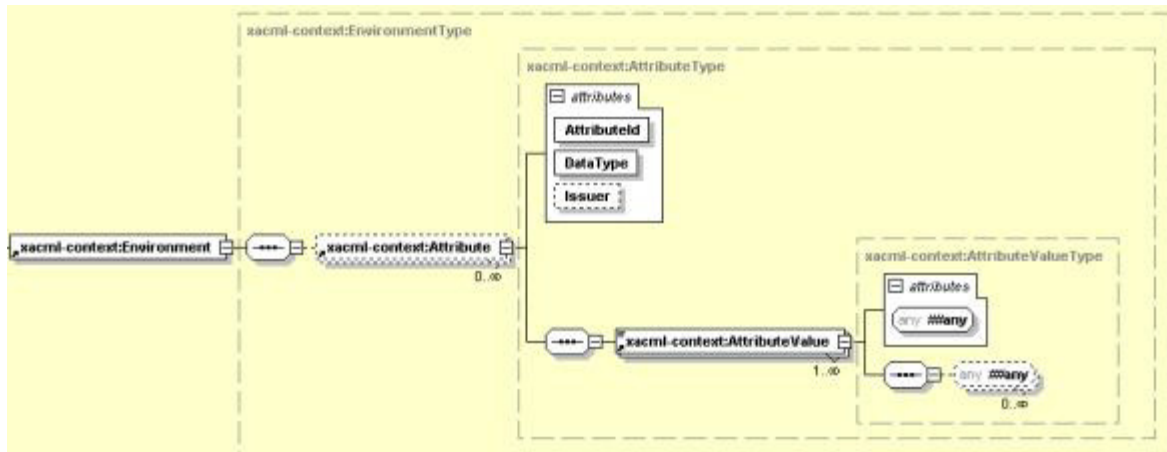 xacml-context:EnvironmentType
xacml-context:AttributeType
attributes
AttributeId
DataType
Issuer
xacml-context:Environment
xacml-context:Attribute
0..∞
xacml-context:AttributeValueType
attributes
any ##any
xacml-context:AttributeValue
1..∞
any ##any
0..∞